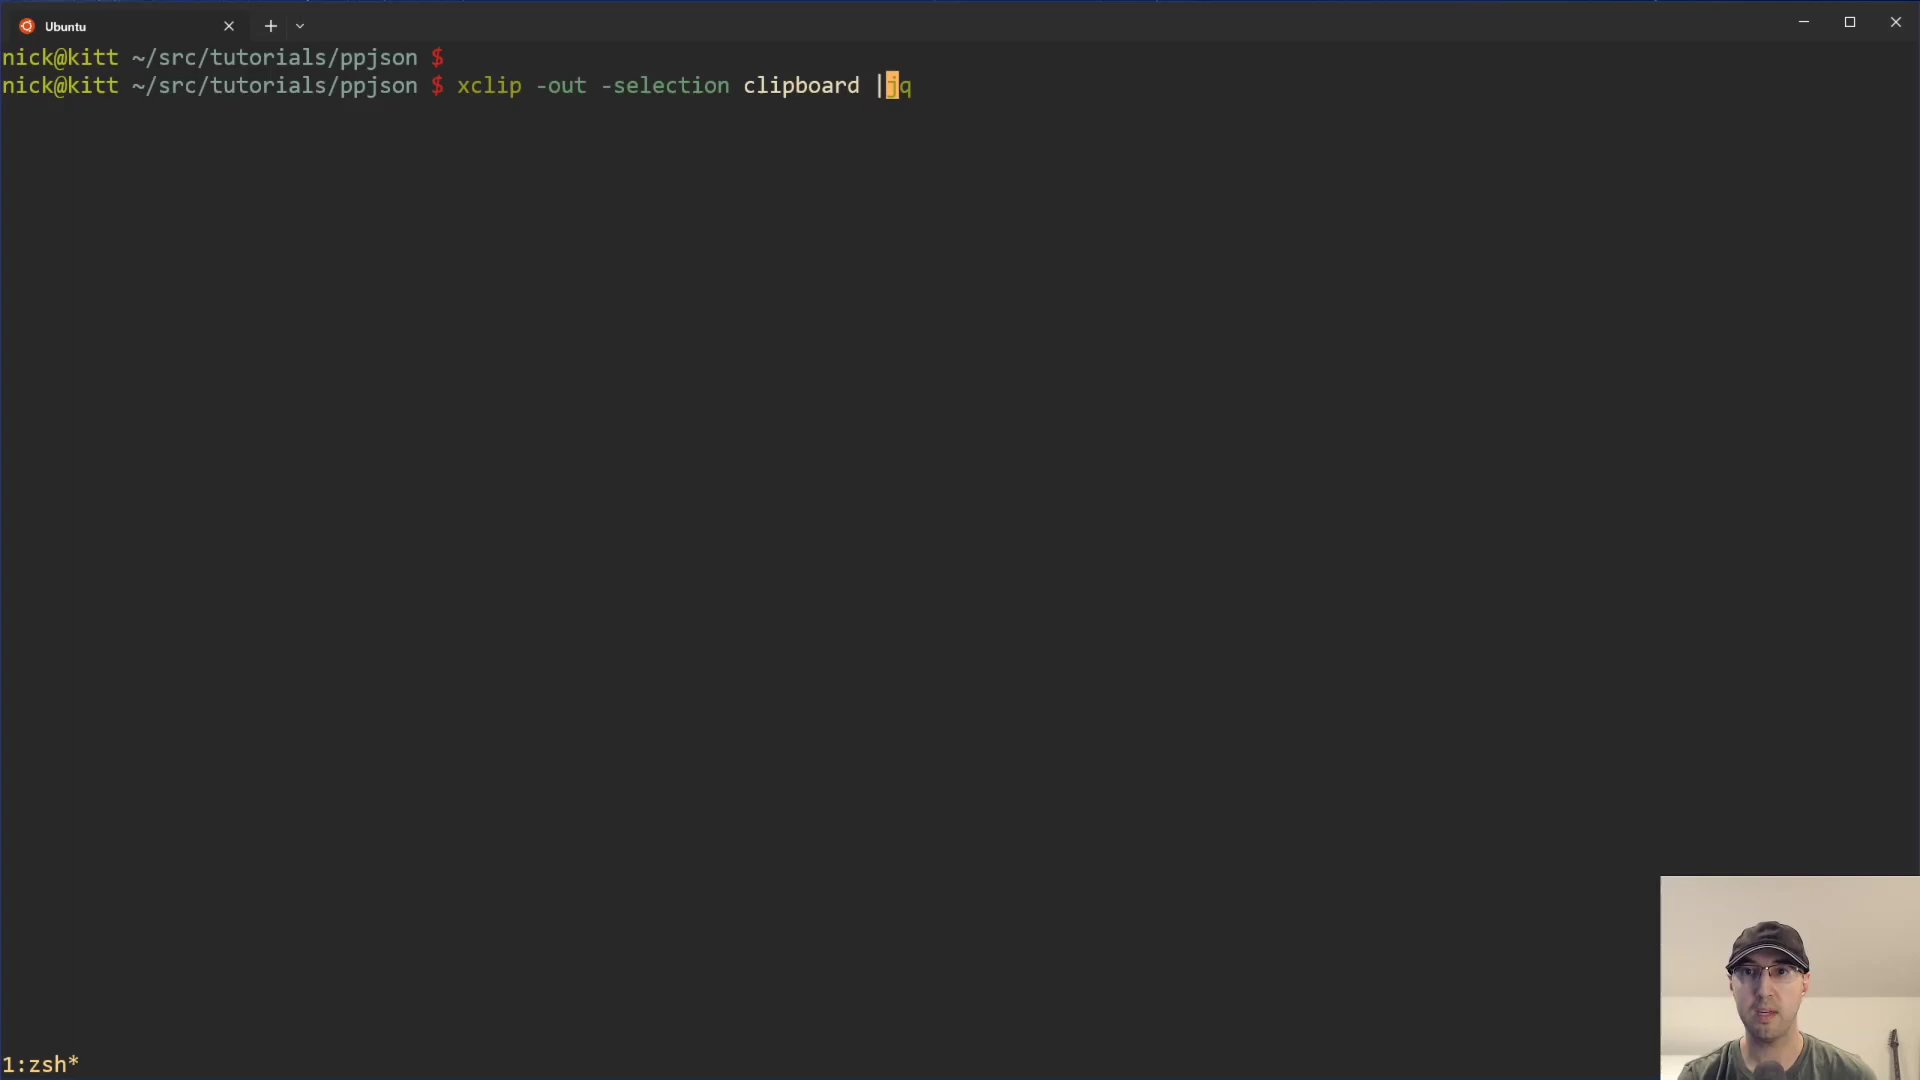 Ubuntu
nick@kitt ~/src/tutorials/ppjson $
nick@kitt ~/src/tutorials/ppjson $ xclip -out -selection clipboard |jq
1:zsh*